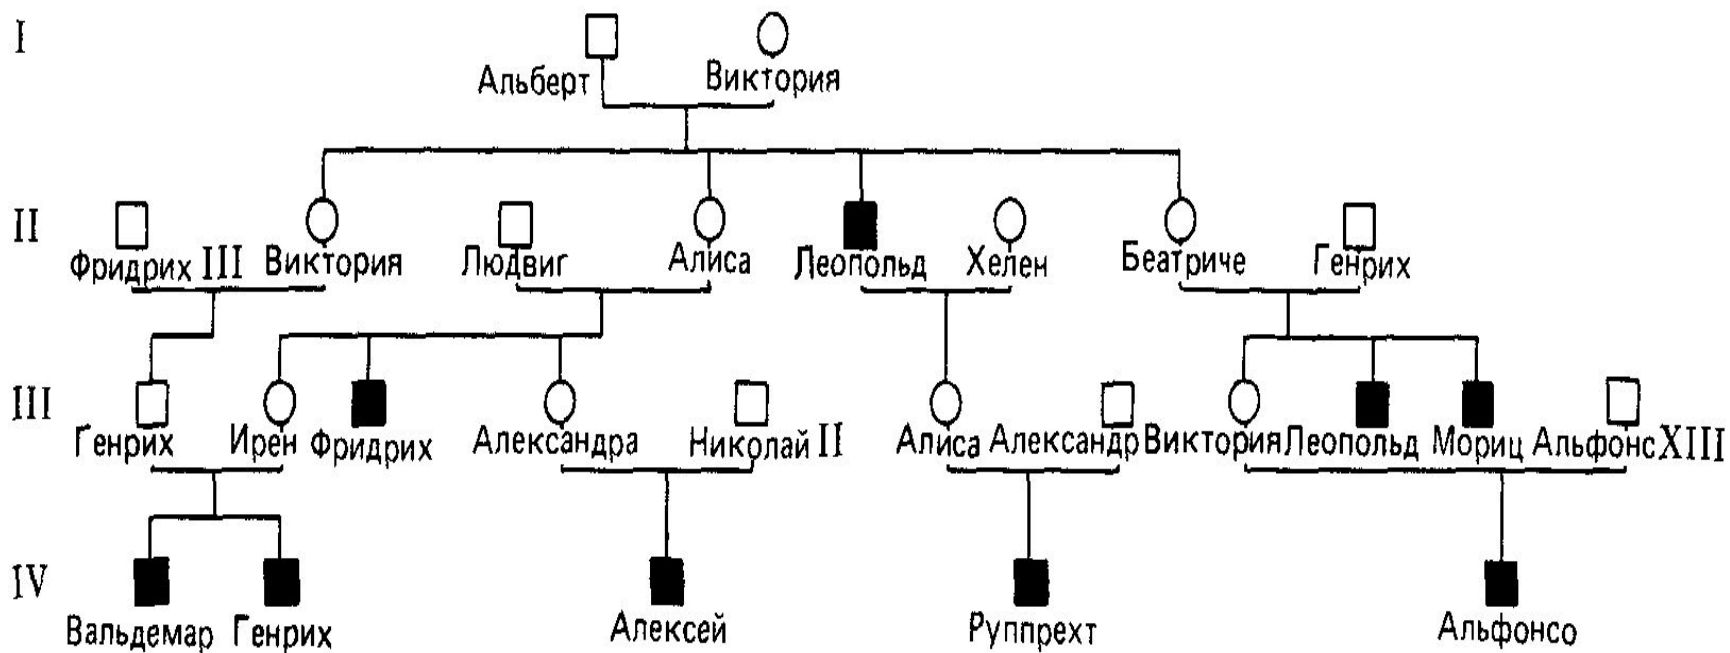 I
Альберт Виктория
II
Фридрих III Виктория Людвиг Алиса Леопольд Хелен Беатриче Генрих
III
Генрих Ирен Фридрих Александра Николай II Алиса Александр Виктория Леопольд Мориц Альфонс XIII
IV
Вальдемар Генрих Алексей Руппрехт Альфонсо